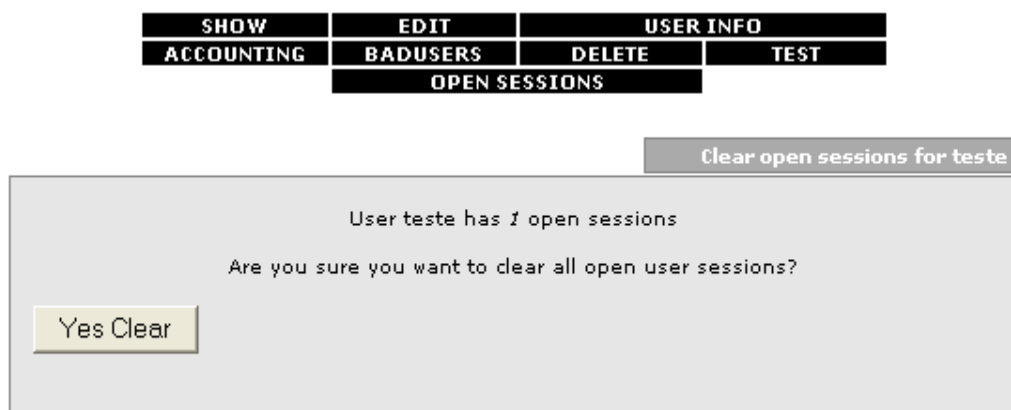 SHOW EDIT USER INFO
ACCOUNTING BADUSERS DELETE TEST
OPEN SESSIONS
Clear open sessions for teste
User teste has 1 open sessions
Are you sure you want to clear all open user sessions?
Yes Clear